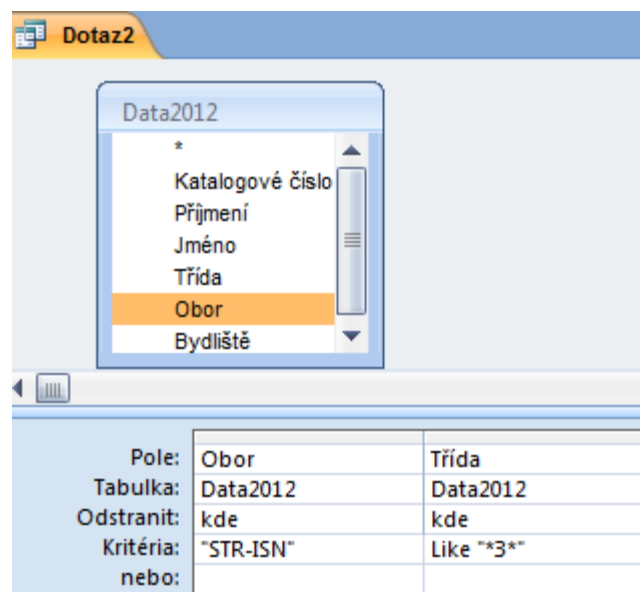 Dotaz2
Data2012
*
Katalogové číslo
Příjmení
Jméno
Třída
Obor
Bydliště
Pole: Obor Třída
Tabulka: Data2012 Data2012
Odstranit: kde kde
Kritéria: "STR-ISN" Like "*3*"
nebo: